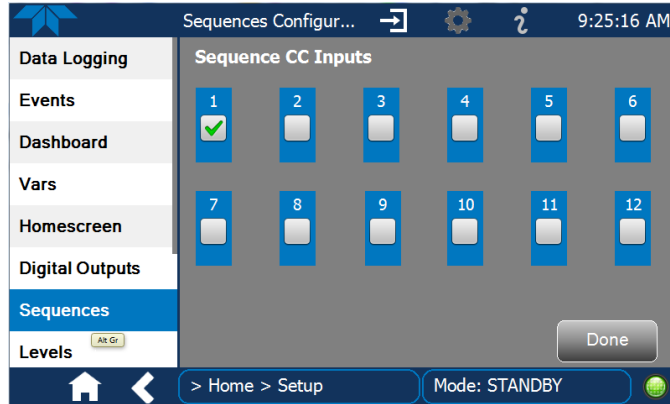 Sequences Configur... 9:25:16 AM
Data Logging
Events
Dashboard
Vars
Homescreen
Digital Outputs
Sequences
Alt Gr
Levels
Sequence CC Inputs
1 2 3 4 5 6
7 8 9 10 11 12
Done
> Home > Setup
Mode: STANDBY